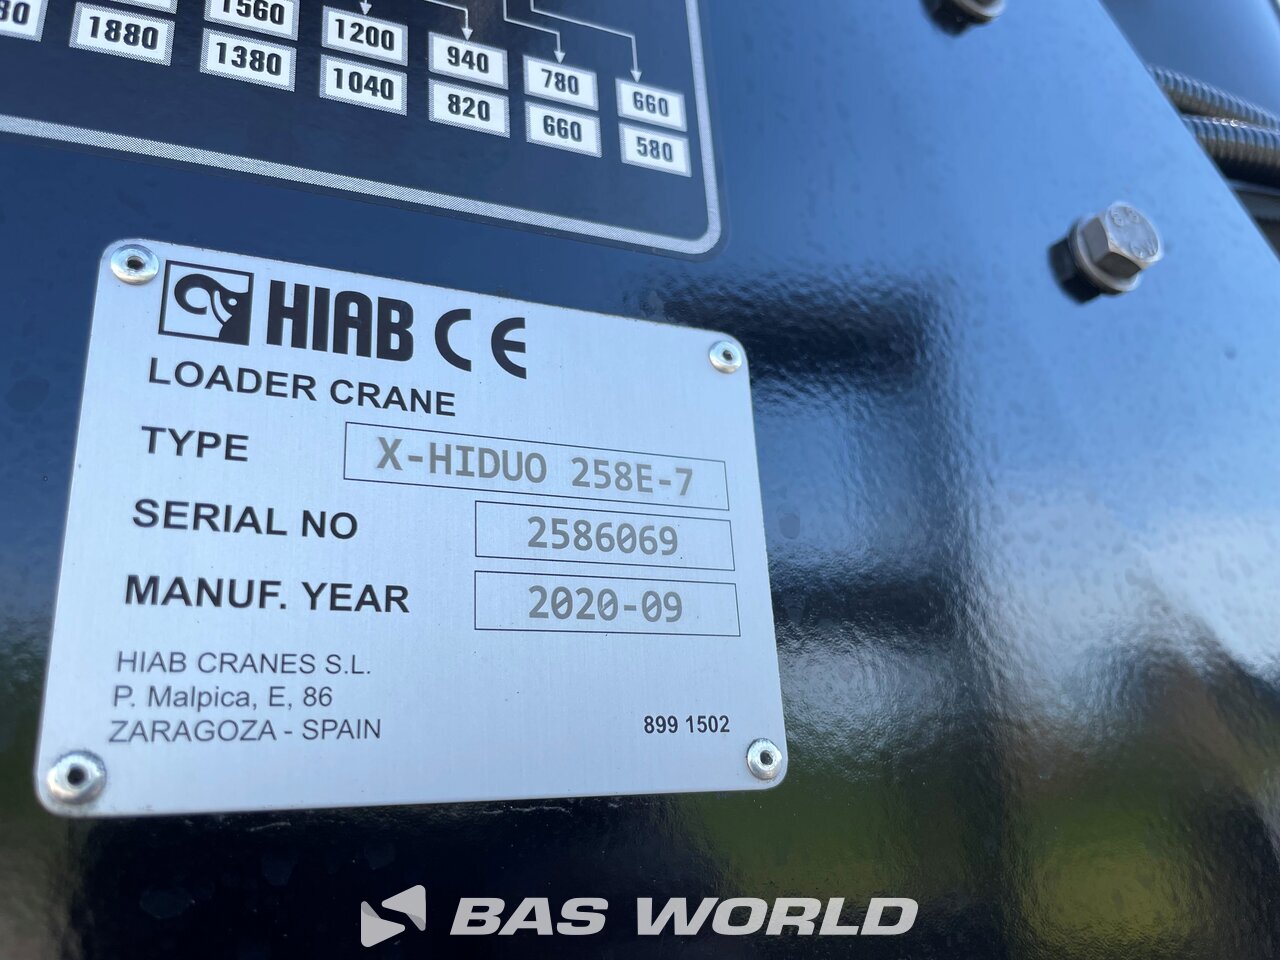 1560
1880
1380
1200
1040
940
820
780
660
660
580
HIAB CE
LOADER CRANE
TYPE X-HIDUO 258E-7
SERIAL NO 2586069
MANUF. YEAR 2020-09
HIAB CRANES S.L.
P. Malpica, E, 86
ZARAGOZA - SPAIN
899 1502
BAS WORLD